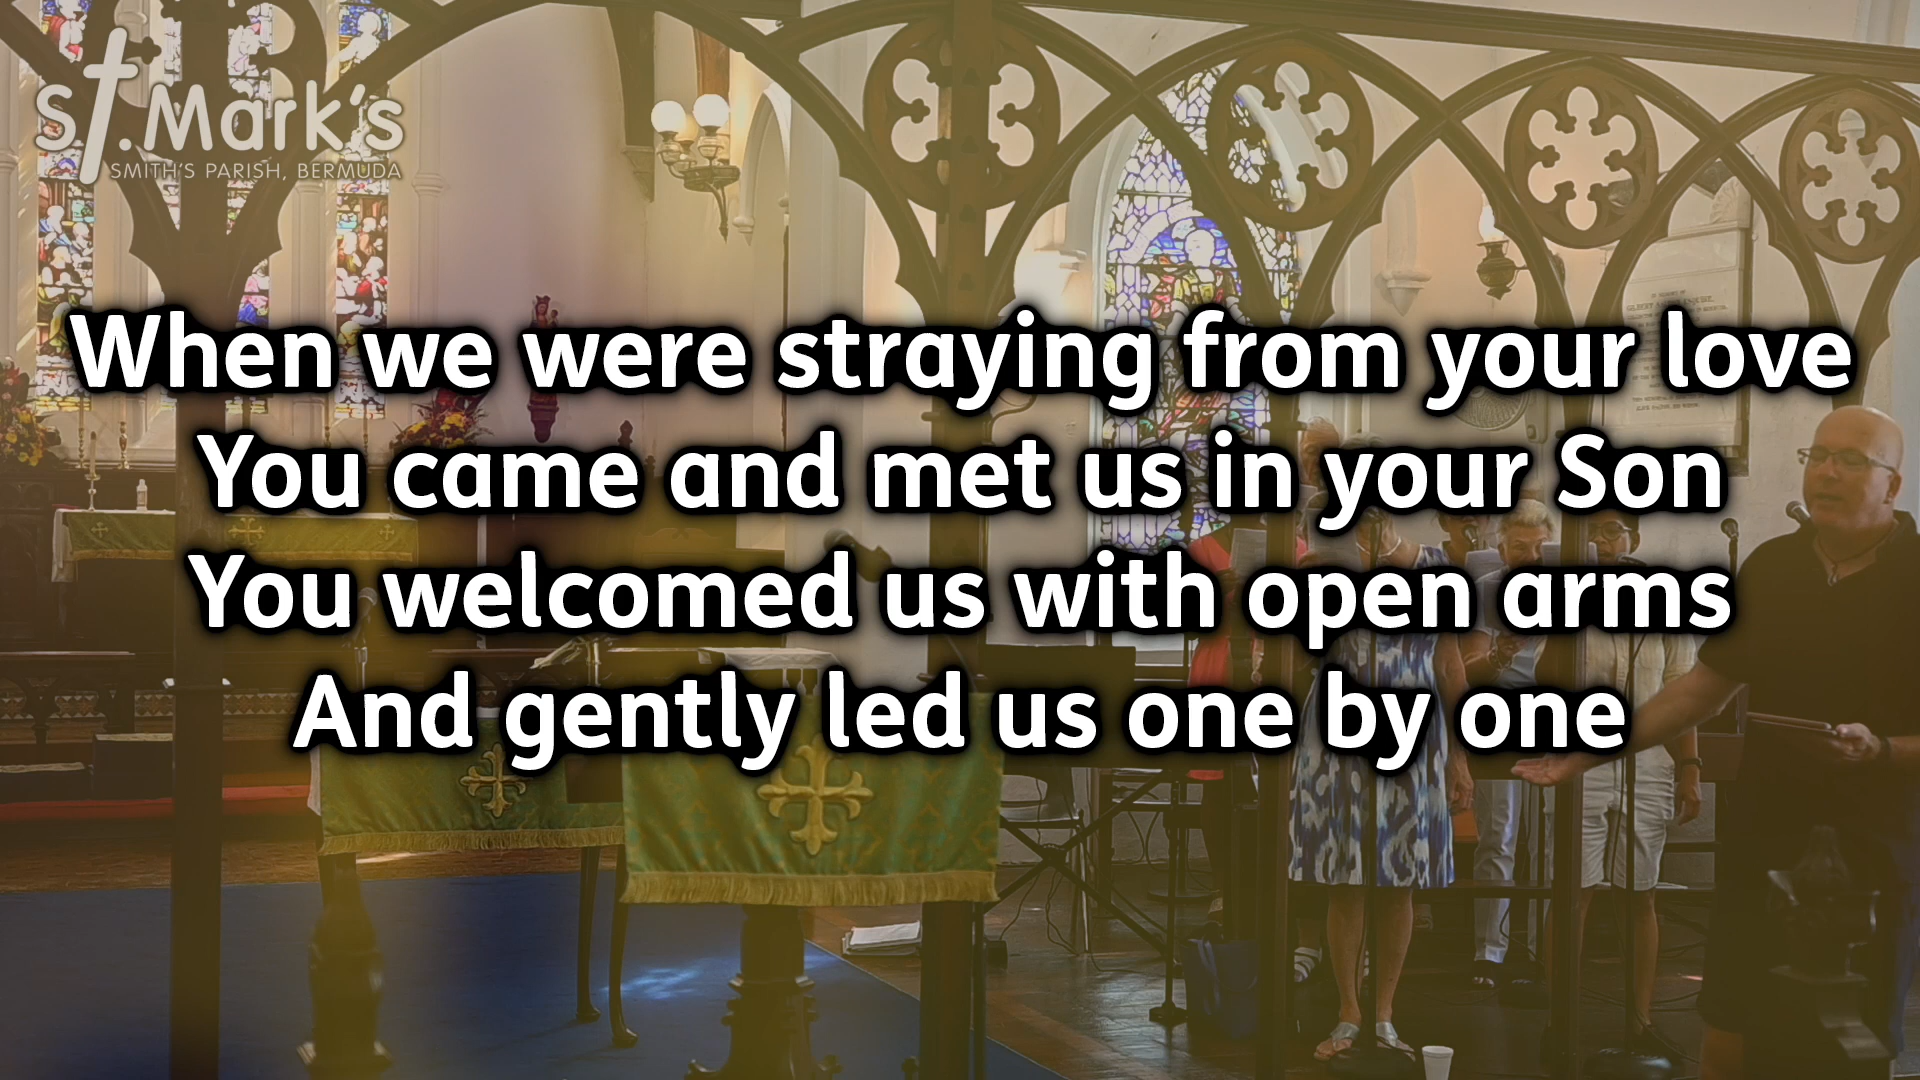 St. Mark's
SMITH'S PARISH, BERMUDA
When we were straying from your love
You came and met us in your Son
You welcomed us with open arms
And gently led us one by one